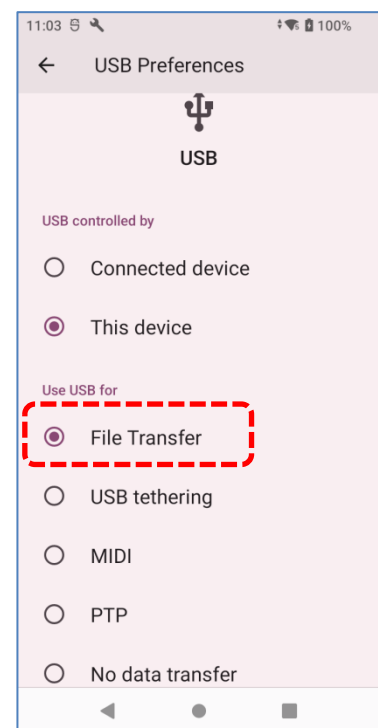 11:03 100%
USB Preferences
USB
USB controlled by
Connected device
This device
Use USB for
File Transfer
USB tethering
MIDI
PTP
No data transfer